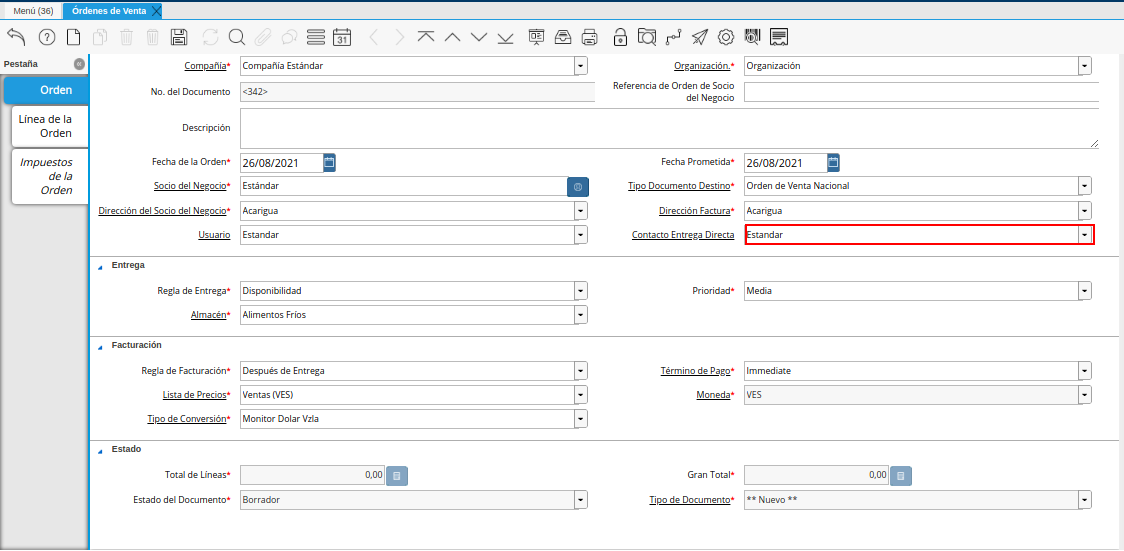 Menú (36) Órdenes de Venta
31
Pestaña
Orden
Línea de la
Orden
Impuestos
de la
Orden
Compañía* Compañía Estándar Organización.* Organización
No. del Documento <342> Referencia de Orden de Socio
del Negocio
Descripción
Fecha de la Orden* 26/08/2021 Fecha Prometida* 26/08/2021
Socio del Negocio* Estándar Tipo Documento Destino* Orden de Venta Nacional
Dirección del Socio del Negocio* Acarigua Dirección Factura* Acarigua
Usuario Estandar Contacto Entrega Directa Estandar
Entrega
Regla de Entrega* Disponibilidad Prioridad* Media
Almacén* Alimentos Fríos
Facturación
Regla de Facturación* Después de Entrega Término de Pago* Immediate
Lista de Precios* Ventas (VES) Moneda* VES
Tipo de Conversión* Monitor Dolar Vzla
Estado
Total de Líneas* 0,00 Gran Total* 0,00
Estado del Documento* Borrador Tipo de Documento* ** Nuevo **